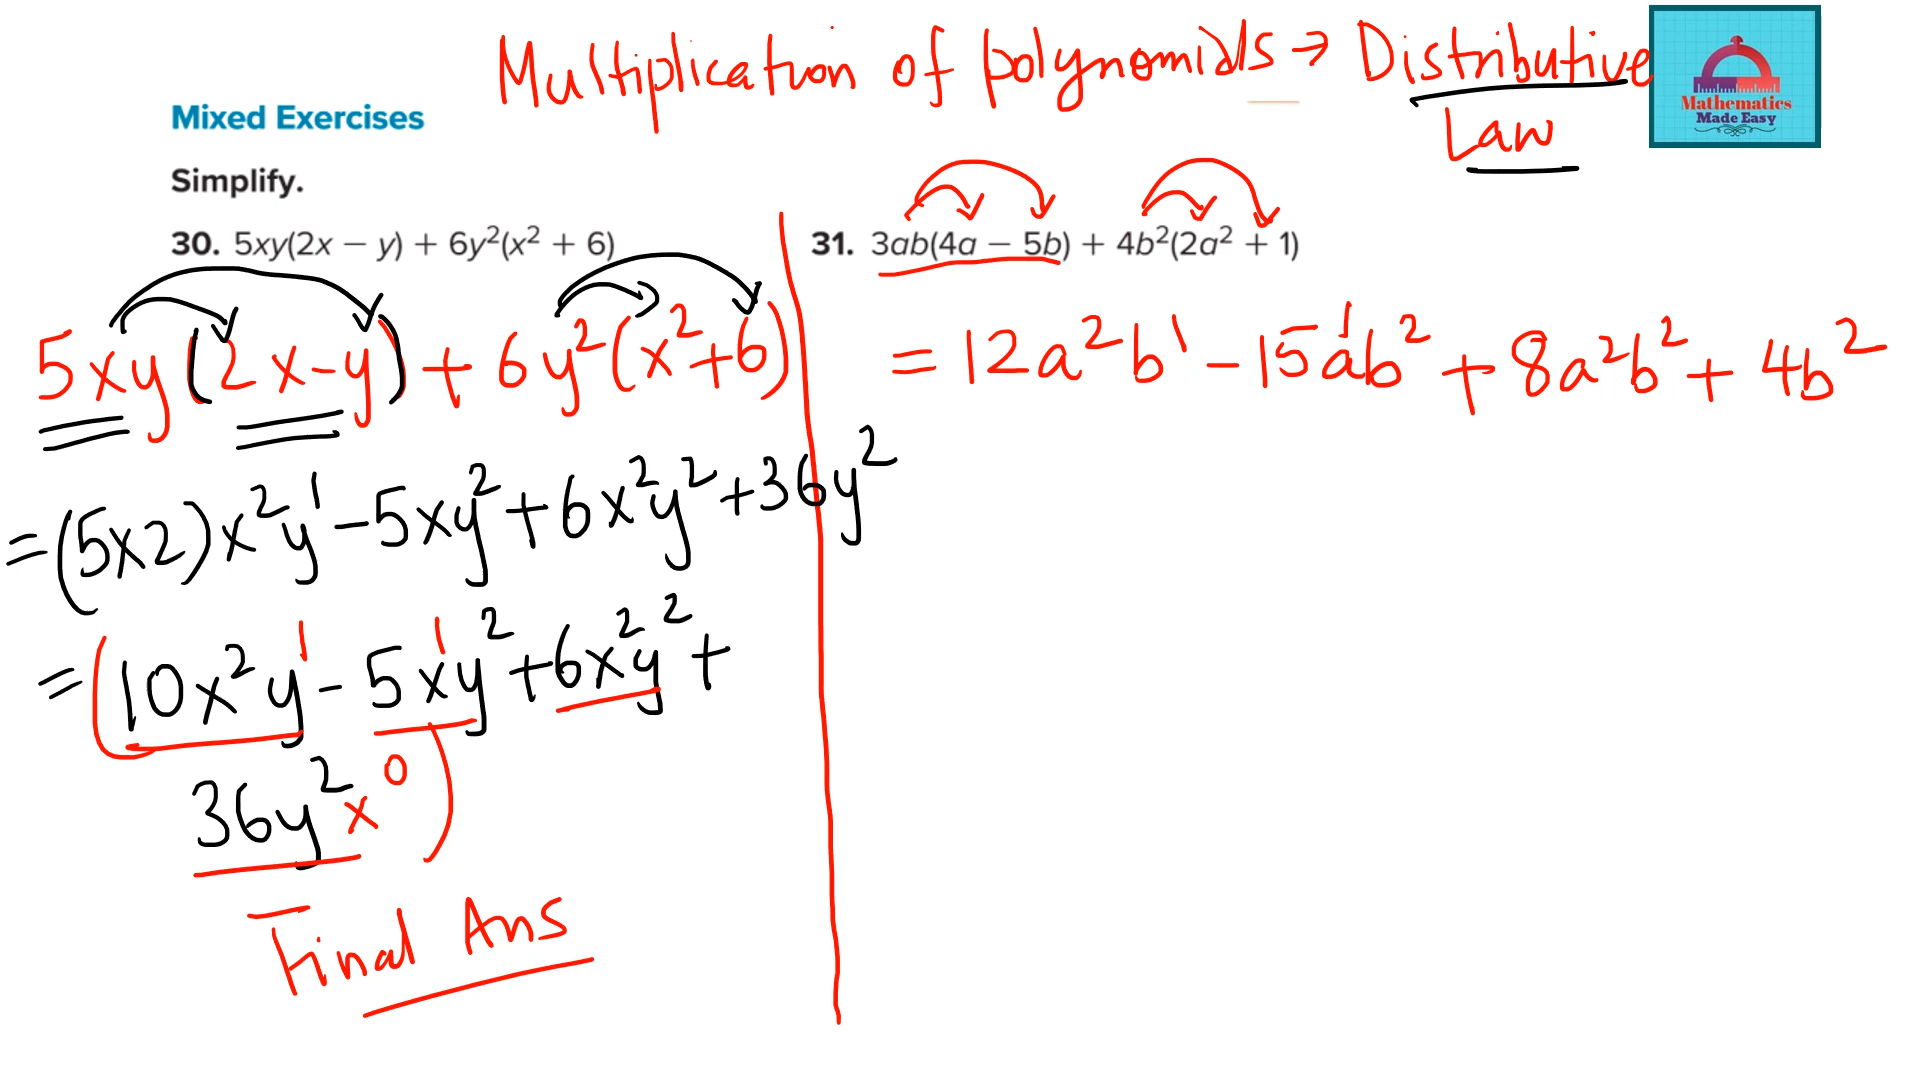 Multiplication of polynomials → Distributive
Law
Mathematics
Made Easy
Mixed Exercises
Simplify.
30. 5xy(2x − y) + 6y²(x² + 6)
5xy(2x-y) + 6y²(x²+6)
=(5x2)x²y¹-5xy²+6x²y²+36y²
=(10x²y¹ - 5x¹y²+6x²y²+
36y²x⁰)
Final Ans
31. 3ab(4a − 5b) + 4b²(2a² + 1)
= 12a²b¹ - 15a¹b² + 8a²b² + 4b²